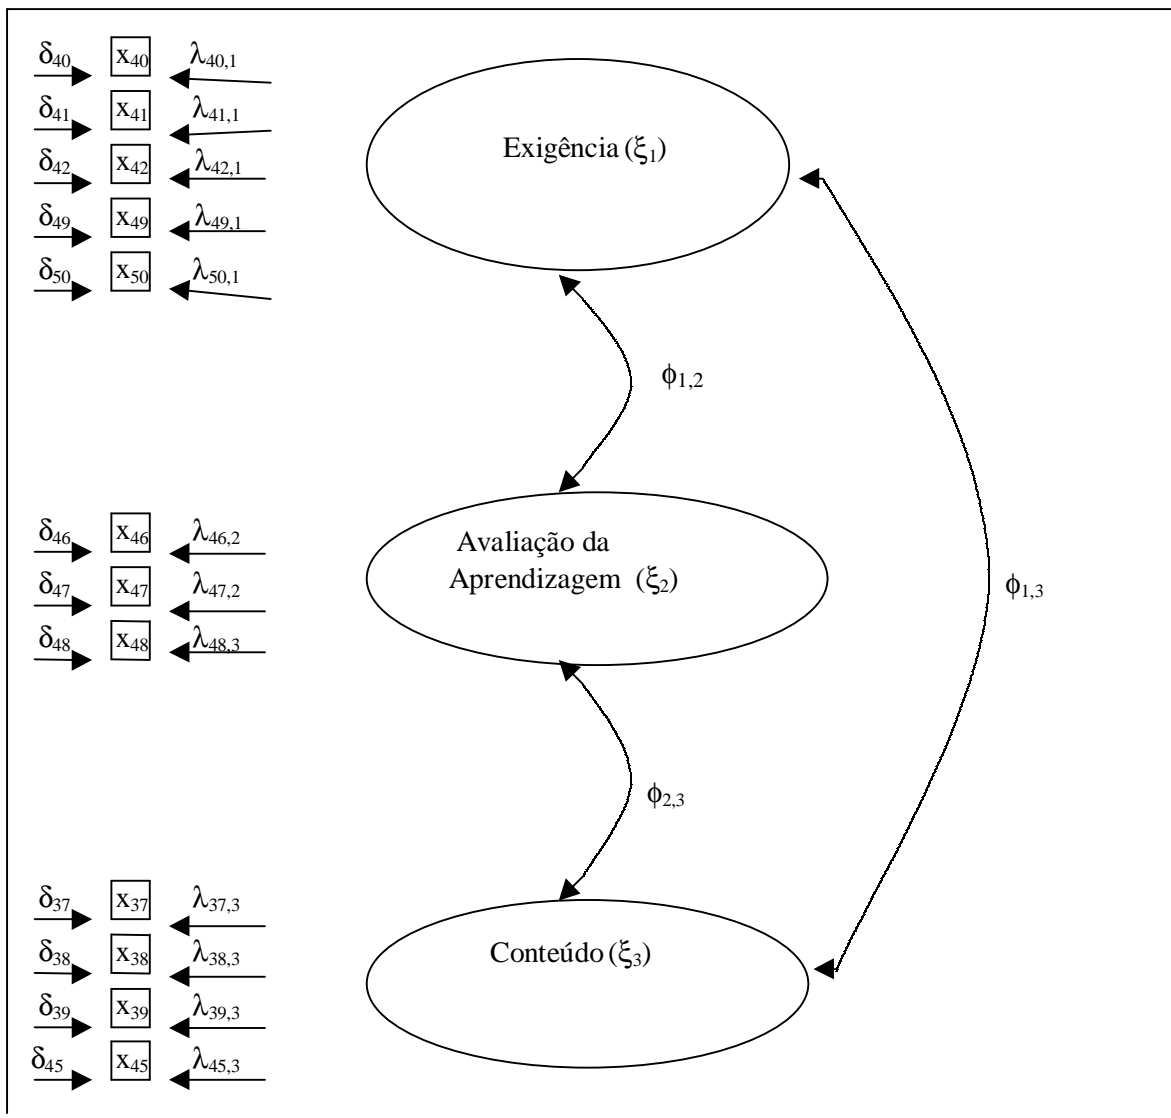 δ40 x40 λ40,1
δ41 x41 λ41,1
Exigência (ξ1)
δ42 x42 λ42,1
δ49 x49 λ49,1
δ50 x50 λ50,1
ϕ1,2
δ46 x46 λ46,2
Avaliação da
Aprendizagem (ξ2)
δ47 x47 λ47,2
ϕ1,3
δ48 x48 λ48,3
ϕ2,3
δ37 x37 λ37,3
δ38 x38 λ38,3
Conteúdo (ξ3)
δ39 x39 λ39,3
δ45 x45 λ45,3